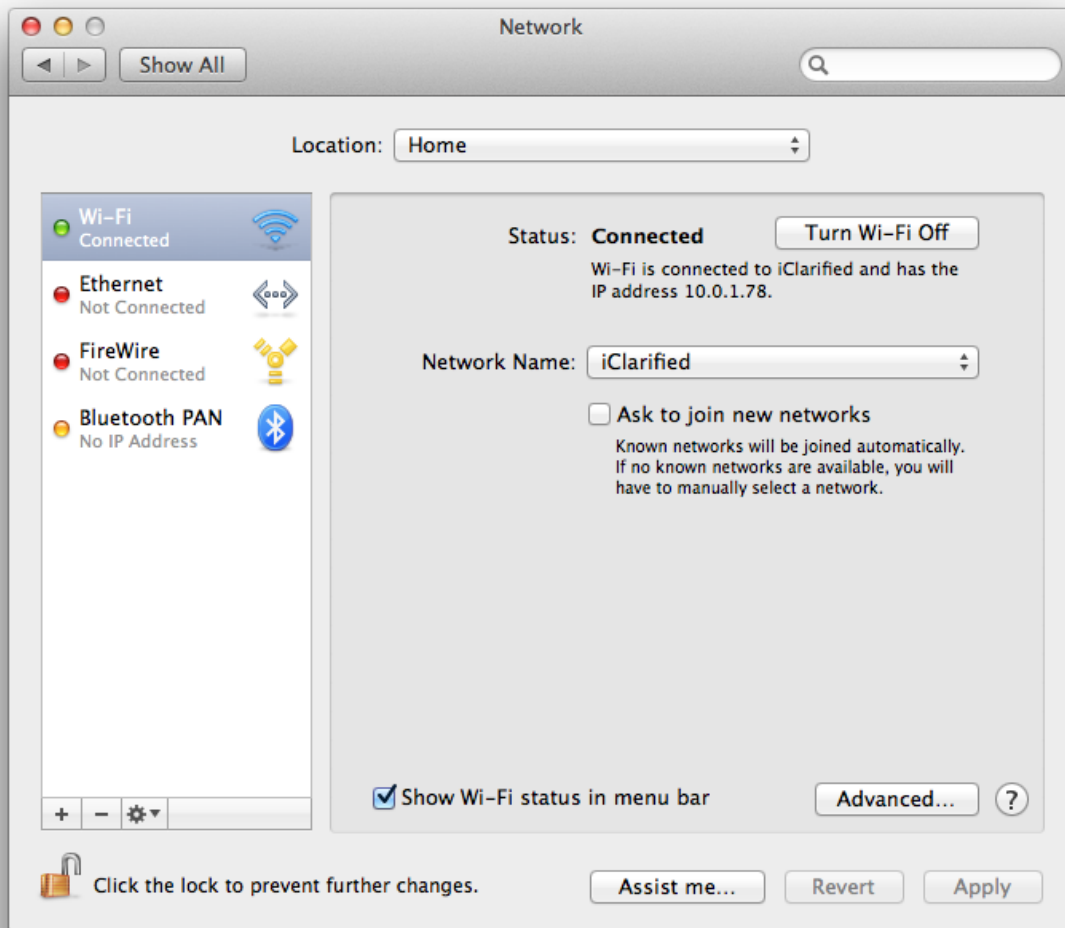 Network
Show All
Location: Home
Wi-Fi
Connected
Ethernet
Not Connected
FireWire
Not Connected
Bluetooth PAN
No IP Address
Status: Connected
Turn Wi-Fi Off
Wi-Fi is connected to iClarified and has the
IP address 10.0.1.78.
Network Name: iClarified
Ask to join new networks
Known networks will be joined automatically.
If no known networks are available, you will
have to manually select a network.
Show Wi-Fi status in menu bar
Advanced...
?
+ −
Click the lock to prevent further changes.
Assist me...
Revert
Apply